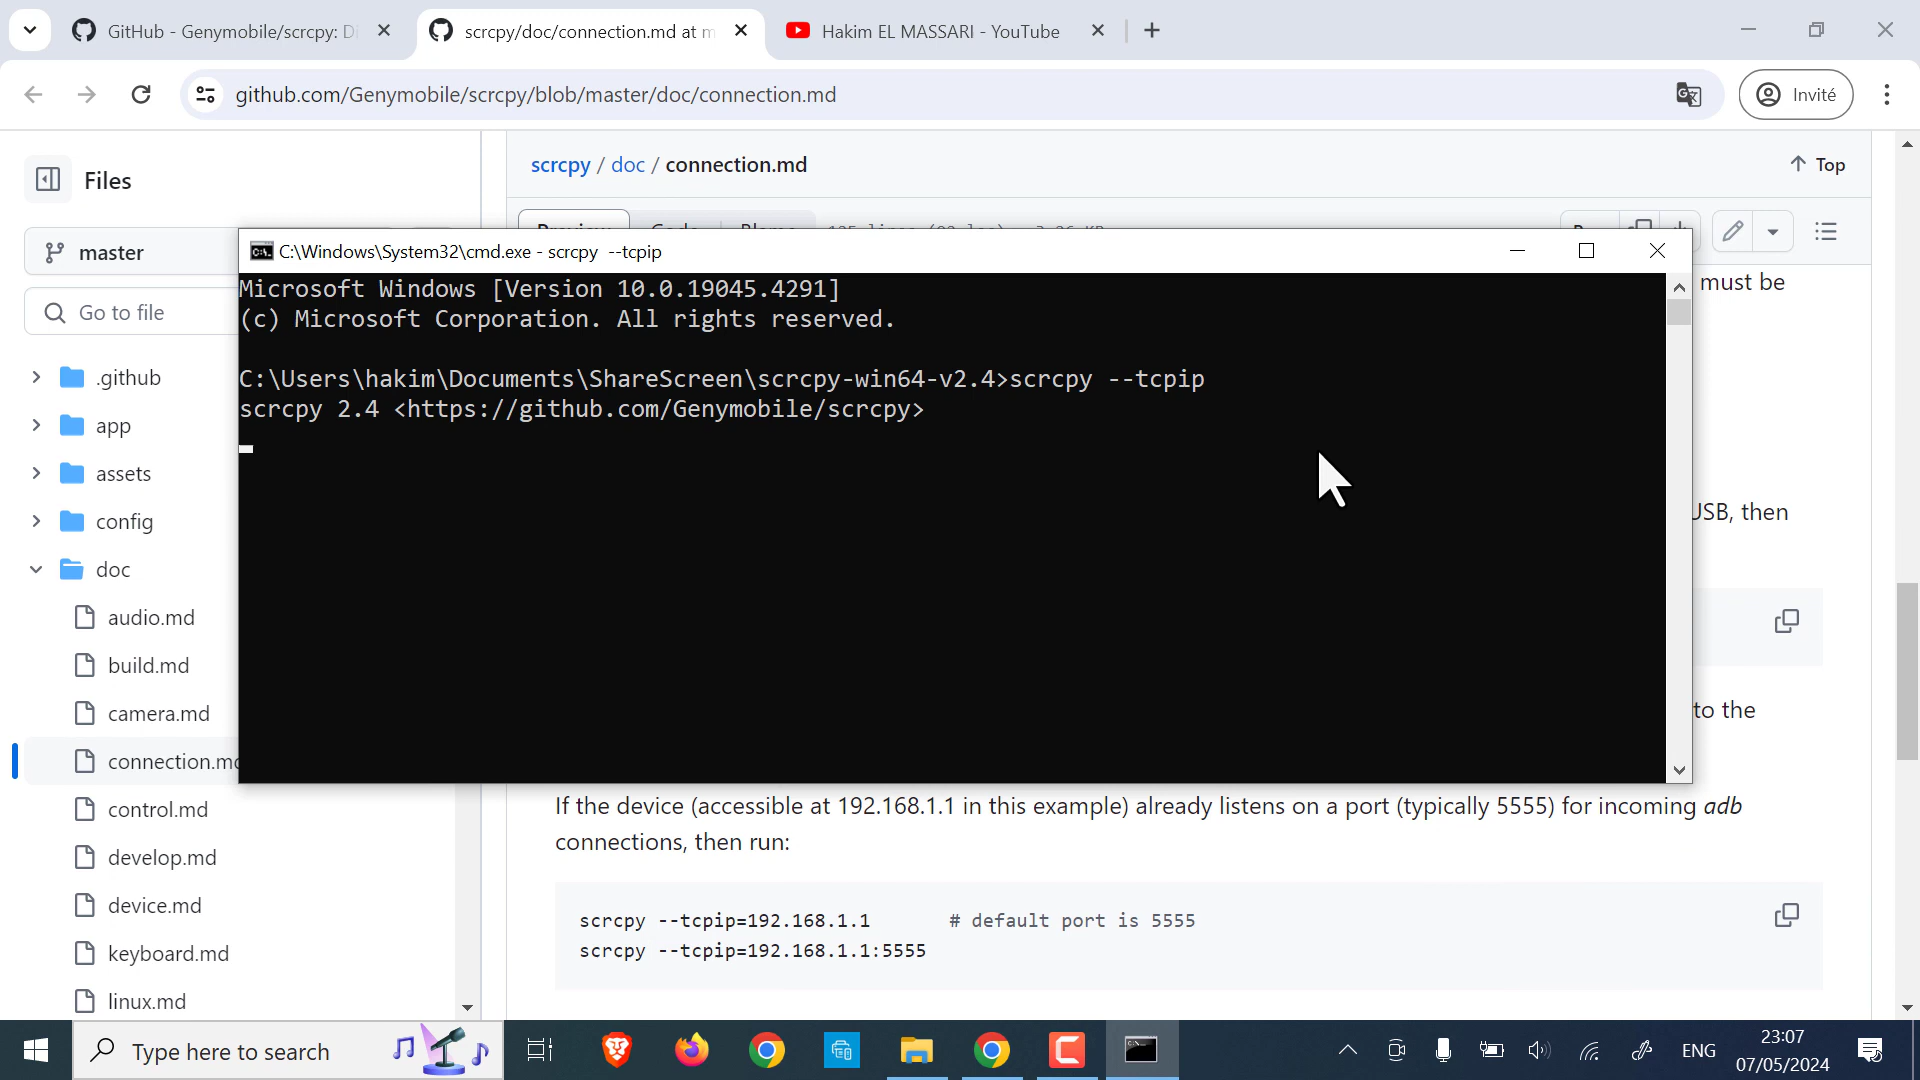 GitHub - Genymobile/scrcpy: Di
scrcpy/doc/connection.md at m
Hakim EL MASSARI - YouTube
github.com/Genymobile/scrcpy/blob/master/doc/connection.md
Invité
Files
scrcpy / doc / connection.md
Top
master
C:\Windows\System32\cmd.exe - scrcpy --tcpip
Go to file
Microsoft Windows [Version 10.0.19045.4291]
(c) Microsoft Corporation. All rights reserved.
must be
C:\Users\hakim\Documents\ShareScreen\scrcpy-win64-v2.4>scrcpy --tcpip
scrcpy 2.4 <https://github.com/Genymobile/scrcpy>
.github
app
assets
config
USB, then
doc
audio.md
build.md
camera.md
to the
connection.md
control.md
develop.md
device.md
keyboard.md
linux.md
If the device (accessible at 192.168.1.1 in this example) already listens on a port (typically 5555) for incoming adb
connections, then run:
scrcpy --tcpip=192.168.1.1 # default port is 5555
scrcpy --tcpip=192.168.1.1:5555
Type here to search
ENG
23:07
07/05/2024